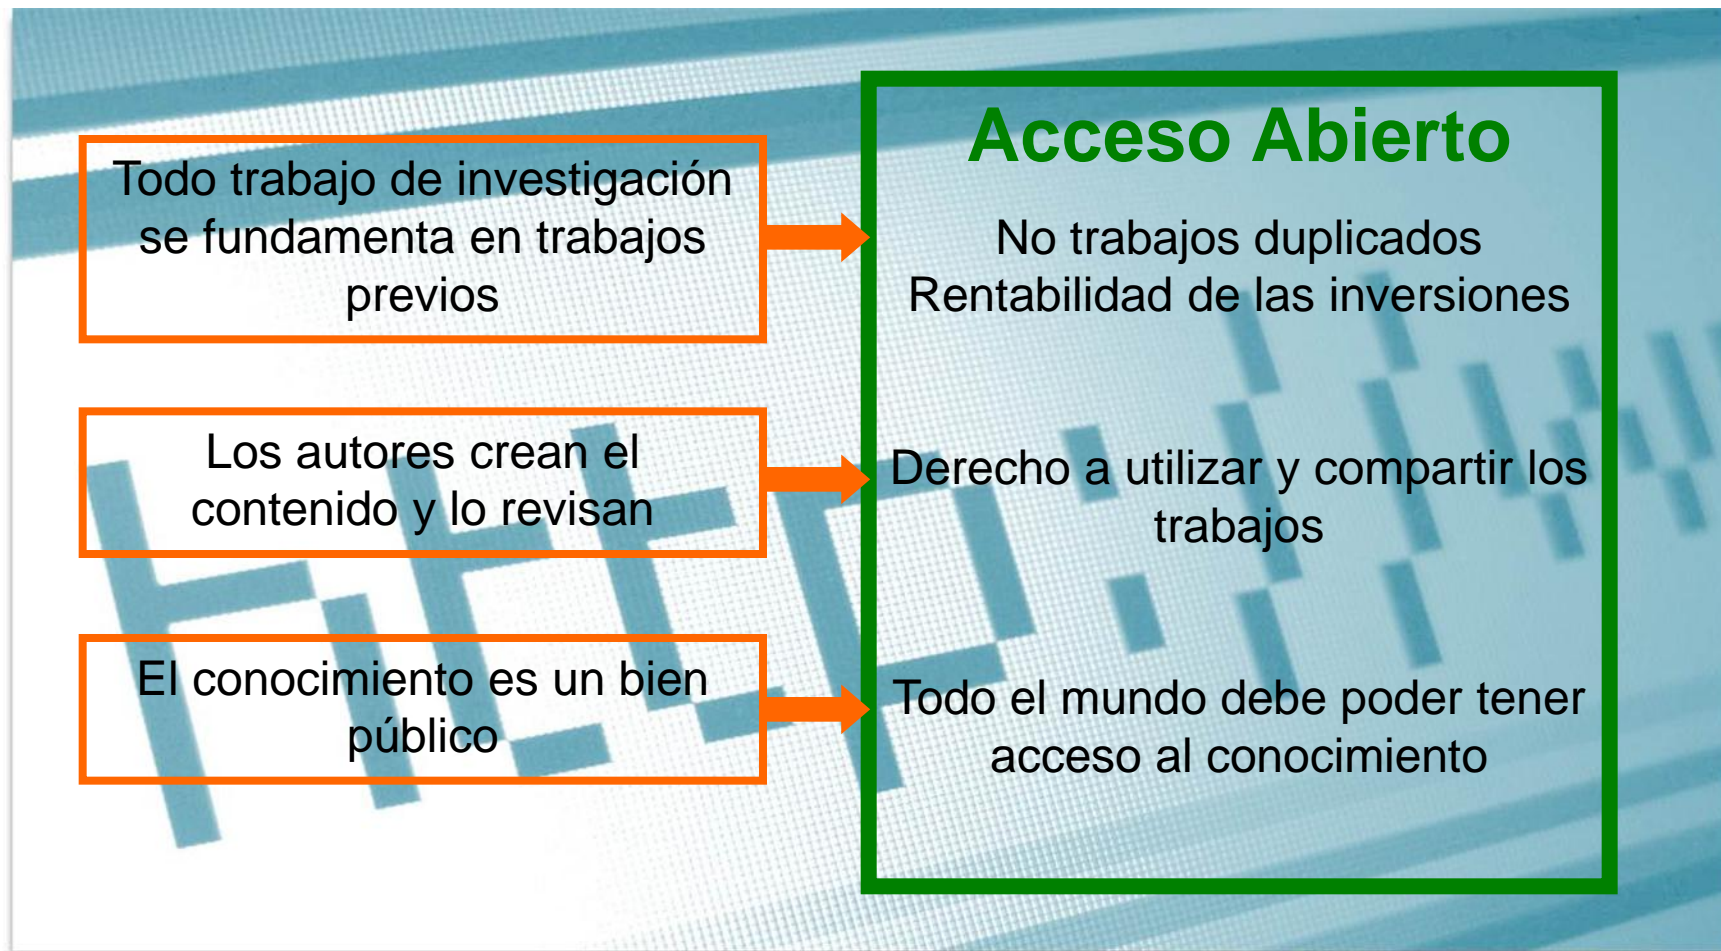 Todo trabajo de investigación
se fundamenta en trabajos
previos
Los autores crean el
contenido y lo revisan
El conocimiento es un bien
público
Acceso Abierto
No trabajos duplicados
Rentabilidad de las inversiones
Derecho a utilizar y compartir los
trabajos
Todo el mundo debe poder tener
acceso al conocimiento
http://www